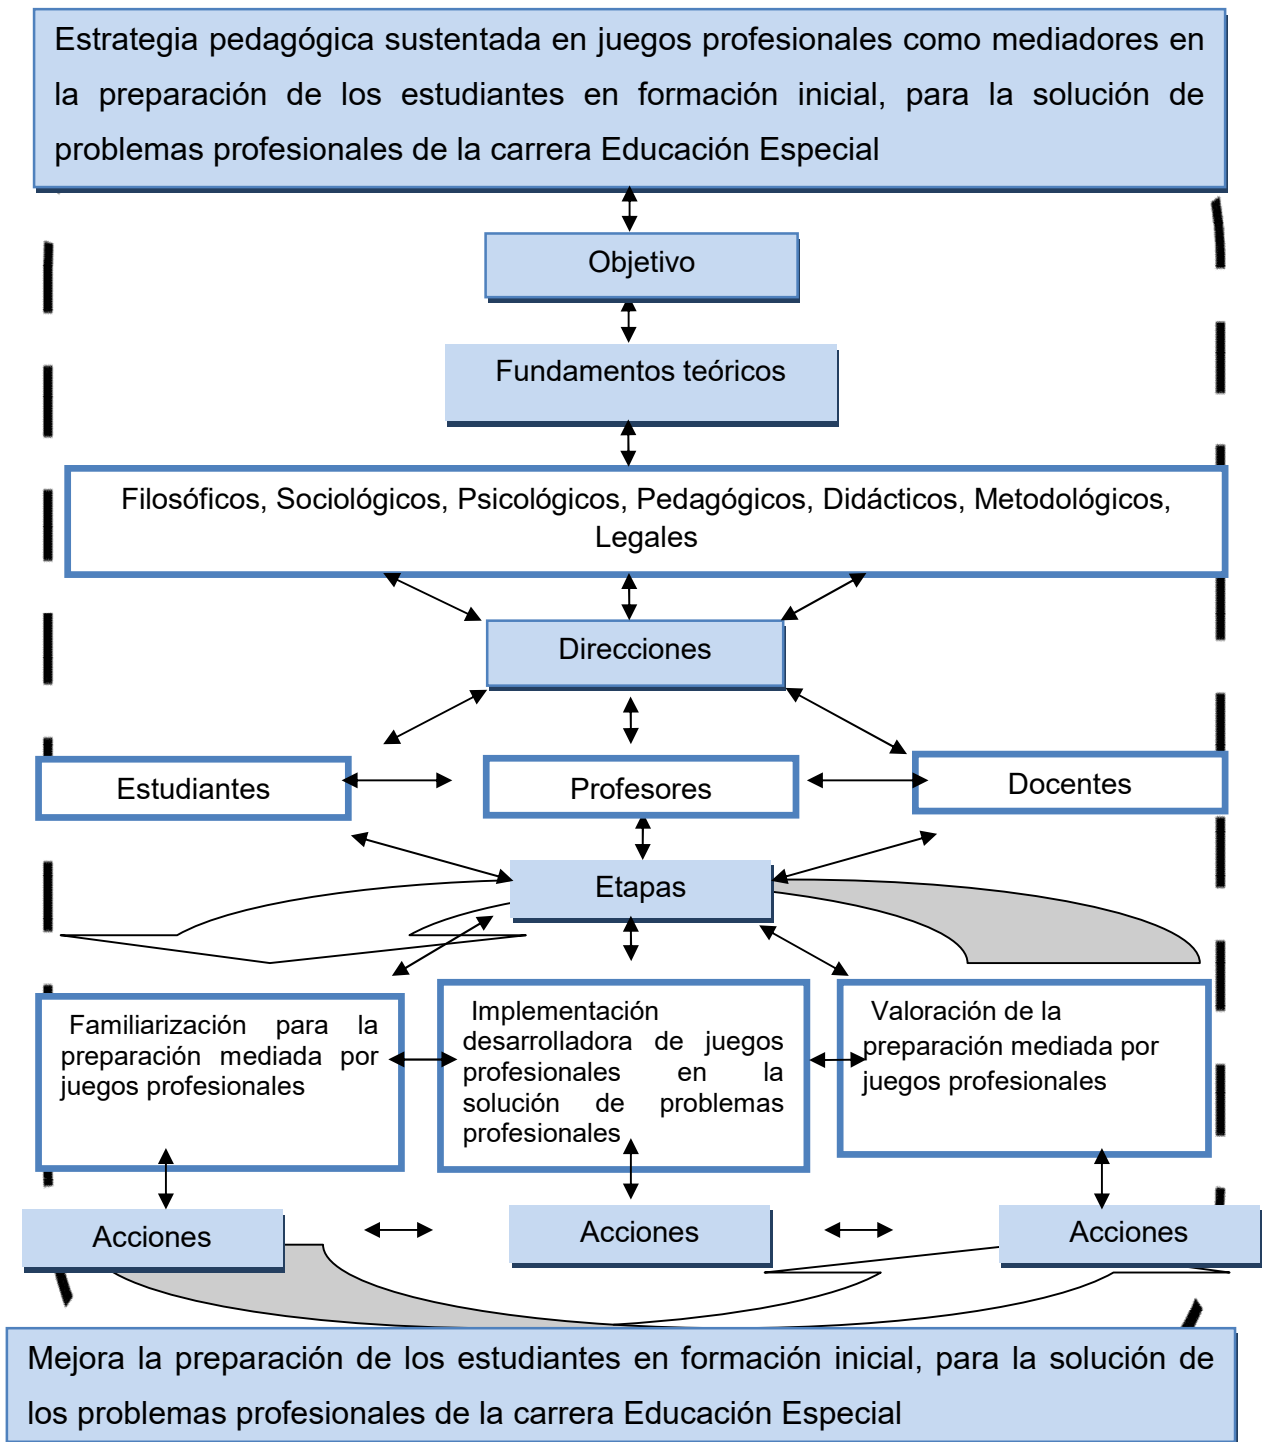 Estrategia pedagógica sustentada en juegos profesionales como mediadores en
la preparación de los estudiantes en formación inicial, para la solución de
problemas profesionales de la carrera Educación Especial
Objetivo
Fundamentos teóricos
Filosóficos, Sociológicos, Psicológicos, Pedagógicos, Didácticos, Metodológicos,
Legales
Direcciones
Estudiantes
Profesores
Docentes
Etapas
Familiarización para la
preparación mediada por
juegos profesionales
Implementación
desarrolladora de juegos
profesionales en la
solución de problemas
profesionales
Valoración de la
preparación mediada por
juegos profesionales
Acciones
Acciones
Acciones
Mejora la preparación de los estudiantes en formación inicial, para la solución de
los problemas profesionales de la carrera Educación Especial